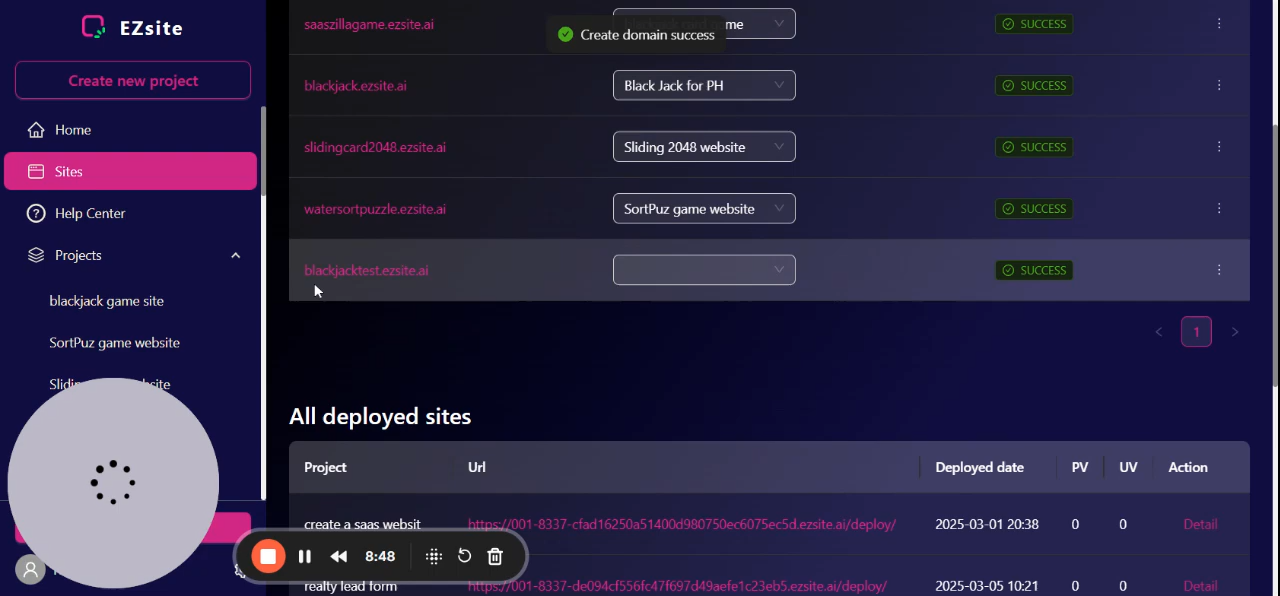 EZsite
Create new project
Home
Sites
Help Center
Projects
blackjack game site
SortPuz game website
8:48
Create domain success
saaszillagame.ezsite.ai
SUCCESS
blackjack.ezsite.ai
Black Jack for PH
SUCCESS
slidingcard2048.ezsite.ai
Sliding 2048 website
SUCCESS
watersortpuzzle.ezsite.ai
SortPuz game website
SUCCESS
blackjacktest.ezsite.ai
SUCCESS
1
All deployed sites
Project Url Deployed date PV UV Action
create a saas websit https://001-8337-cfad16250a51400d980750ec6075ec5d.ezsite.ai/deploy/ 2025-03-01 20:38 0 0 Detail
realty lead form https://001-8337-de094cf556fc47f697d49aefe1c23eb5.ezsite.ai/deploy/ 2025-03-05 10:21 0 0 Detail